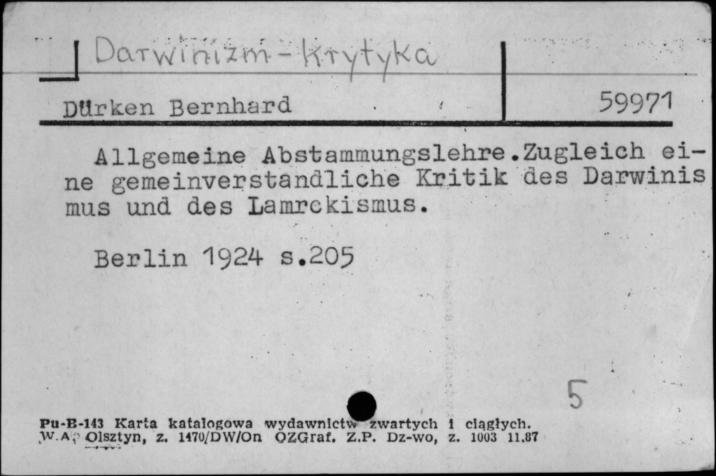 Darwinizm - krytyka
Dürken Bernhard 59971
Allgemeine Abstammungslehre.Zugleich ei-
ne gemeinverstandliche Kritik des Darwinis
mus und des Lamrckismus.
Berlin 1924 s.205
5
Pu-B-143 Karta katalogowa wydawnictw zwartych i ciągłych.
W.A. Olsztyn, z. 1470/DW/On OZGraf. Z.P. Dz-wo, z. 1003 11.87